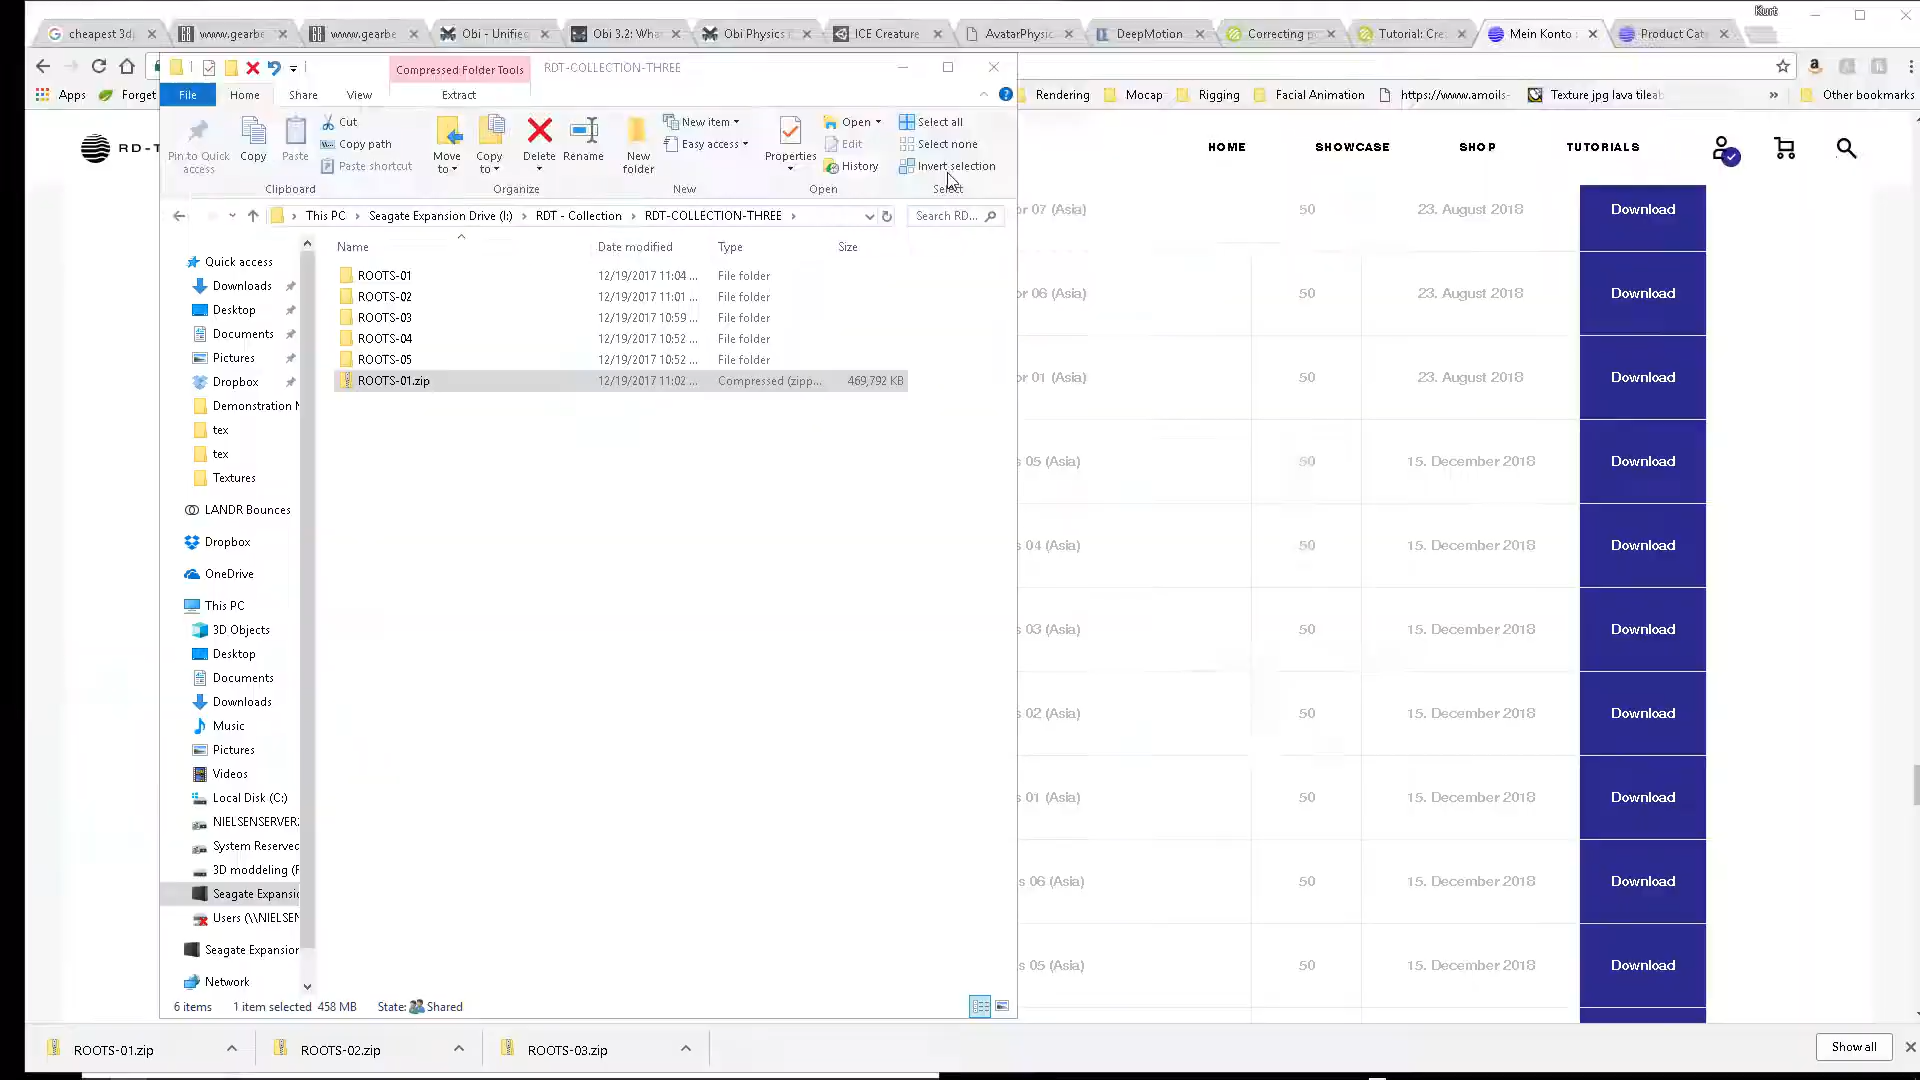 Kurt
cheapest 3d
www.gearbe
www.gearbe
Obi - Unified
Obi 3.2: Wha
Obi Physics f
ICE Creature
AvatarPhysic
DeepMotion
Correcting p
Tutorial: Cre
Mein Konto
Product Cat
Compressed Folder Tools
RDT-COLLECTION-THREE
File
Home
Share
View
Extract
Apps
Forget
Rendering
Mocap
Rigging
Facial Animation
https://www.amoils-
Texture jpg lava tileab
»
Other bookmarks
Pin to Quick access
Copy
Paste
Cut
Copy path
Paste shortcut
Move to
Copy to
Delete
Rename
New folder
New item
Easy access
Properties
Open
Edit
History
Select all
Select none
Invert selection
Clipboard
Organize
New
Open
Select
RD-T
HOME
SHOWCASE
SHOP
TUTORIALS
This PC
Seagate Expansion Drive (I:)
RDT - Collection
RDT-COLLECTION-THREE
Search RD...
Name
Date modified
Type
Size
ROOTS-01 12/19/2017 11:04 ... File folder
ROOTS-02 12/19/2017 11:01 ... File folder
ROOTS-03 12/19/2017 10:59 ... File folder
ROOTS-04 12/19/2017 10:52 ... File folder
ROOTS-05 12/19/2017 10:52 ... File folder
ROOTS-01.zip 12/19/2017 11:02 ... Compressed (zipp... 469,792 KB
Quick access
Downloads
Desktop
Documents
Pictures
Dropbox
Demonstration
tex
tex
Textures
LANDR Bounces
Dropbox
OneDrive
This PC
3D Objects
Desktop
Documents
Downloads
Music
Pictures
Videos
Local Disk (C:)
NIELSENSERVER
System Reserved
3D moddeling (F
Seagate Expansio
Users (\\NIELSEN
Seagate Expansion
Network
or 07 (Asia) 50 23. August 2018 Download
or 06 (Asia) 50 23. August 2018 Download
or 01 (Asia) 50 23. August 2018 Download
s 05 (Asia) 50 15. December 2018 Download
s 04 (Asia) 50 15. December 2018 Download
s 03 (Asia) 50 15. December 2018 Download
s 02 (Asia) 50 15. December 2018 Download
s 01 (Asia) 50 15. December 2018 Download
s 06 (Asia) 50 15. December 2018 Download
s 05 (Asia) 50 15. December 2018 Download
6 items
1 item selected 458 MB
State: Shared
ROOTS-01.zip
ROOTS-02.zip
ROOTS-03.zip
Show all